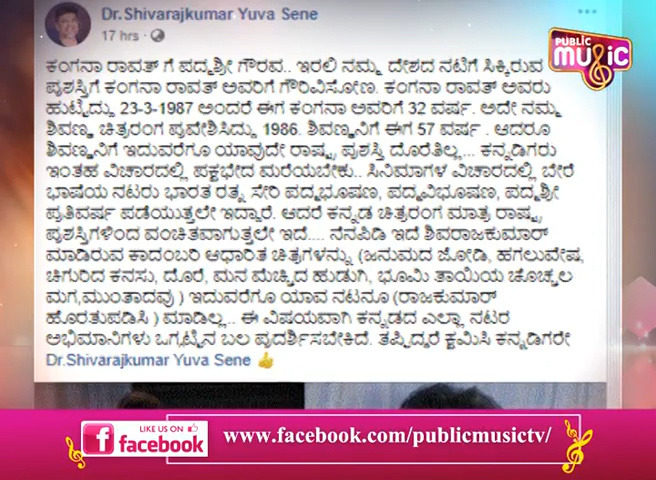 Dr.Shivarajkumar Yuva Sene
17 hrs ·
PUBLIC
MUSIC
ಕಂಗನಾ ರಾವತ್ ಗೆ ಪದ್ಮಶ್ರೀ ಗೌರವ.. ಇರಲಿ ನಮ್ಮ ದೇಶದ ನಟಿಗೆ ಸಿಕ್ಕಿರುವ
ಪ್ರಶಸ್ತಿಗೆ ಕಂಗನಾ ರಾವತ್ ಅವರಿಗೆ ಗೌರಿವಿಸೋಣ. ಕಂಗನಾ ರಾವತ್ ಅವರು
ಹುಟ್ಟಿದ್ದು 23-3-1987 ಅಂದರೆ ಈಗ ಕಂಗನಾ ಅವರಿಗೆ 32 ವರ್ಷ. ಅದೇ ನಮ್ಮ
ಶಿವಣ್ಣ ಚಿತ್ರರಂಗ ಪ್ರವೇಶಿಸಿದ್ದು 1986. ಶಿವಣ್ಣನಿಗೆ ಈಗ 57 ವರ್ಷ . ಆದರೂ
ಶಿವಣ್ಣನಿಗೆ ಇದುವರೆಗೂ ಯಾವುದೇ ರಾಷ್ಟ್ರ ಪ್ರಶಸ್ತಿ ದೊರೆತಿಲ್ಲ... ಕನ್ನಡಿಗರು
ಇಂತಹ ವಿಚಾರದಲ್ಲಿ ಪಕ್ಷಭೇದ ಮರೆಯಬೇಕು.. ಸಿನಿಮಾಗಳ ವಿಚಾರದಲ್ಲಿ ಬೇರೆ
ಭಾಷೆಯ ನಟರು ಭಾರತ ರತ್ನ ಸೇರಿ ಪದ್ಮಭೂಷಣ, ಪದ್ಮವಿಭೂಷಣ, ಪದ್ಮಶ್ರೀ
ಪ್ರತಿವರ್ಷ ಪಡೆಯುತ್ತಲೇ ಇದ್ದಾರೆ. ಆದರೆ ಕನ್ನಡ ಚಿತ್ರರಂಗ ಮಾತ್ರ ರಾಷ್ಟ್ರ
ಪ್ರಶಸ್ತಿಗಳಿಂದ ವಂಚಿತವಾಗುತ್ತಲೇ ಇದೆ.... ನೆನಪಿಡಿ ಇದೆ ಶಿವರಾಜಕುಮಾರ್
ಮಾಡಿರುವ ಕಾದಂಬರಿ ಆಧಾರಿತ ಚಿತ್ರಗಳನ್ನು (ಜನುಮದ ಜೋಡಿ, ಹಗಲುವೇಷ,
ಚಿಗುರಿದ ಕನಸು, ದೊರೆ, ಮನ ಮೆಚ್ಚಿದ ಹುಡುಗಿ, ಭೂಮಿ ತಾಯಿಯ ಚೊಚ್ಚಲ
ಮಗ,ಮುಂತಾದವು ) ಇದುವರೆಗೂ ಯಾವ ನಟನೂ (ರಾಜಕುಮಾರ್
ಹೊರತುಪಡಿಸಿ ) ಮಾಡಿಲ್ಲ... ಈ ವಿಷಯವಾಗಿ ಕನ್ನಡದ ಎಲ್ಲಾ ನಟರ
ಅಭಿಮಾನಿಗಳು ಒಗ್ಗಟ್ಟಿನ ಬಲ ಪ್ರದರ್ಶಿಸಬೇಕಿದೆ. ತಪ್ಪಿದ್ದರೆ ಕ್ಷಮಿಸಿ ಕನ್ನಡಿಗರೇ
Dr.Shivarajkumar Yuva Sene 👍
LIKE US ON
facebook
www.facebook.com/publicmusictv/